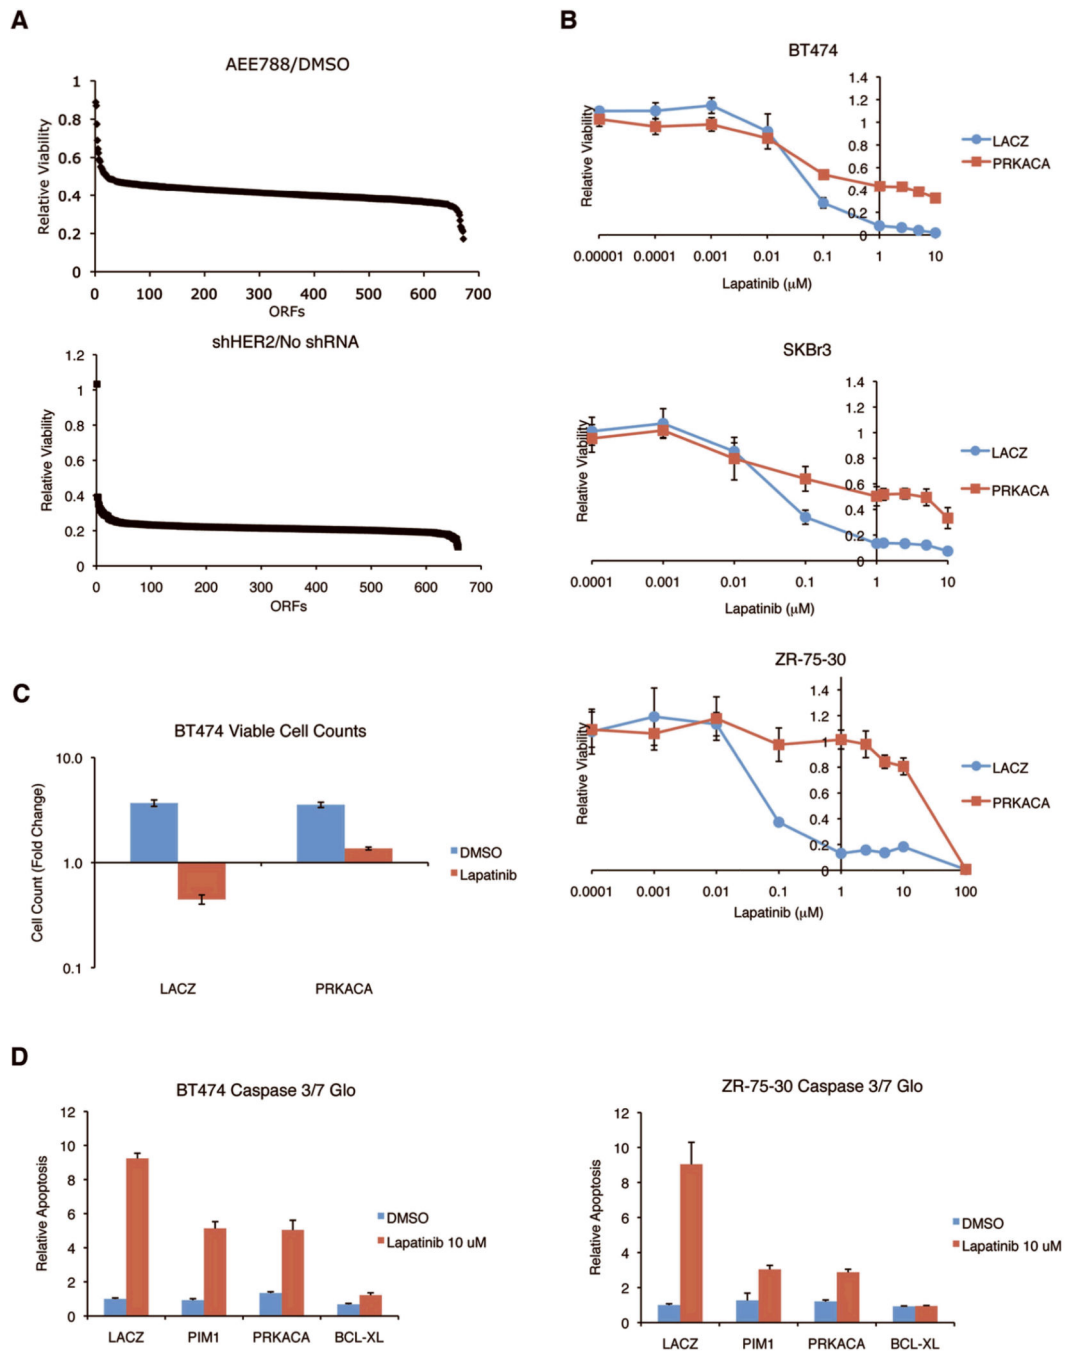 A
AEE788/DMSO
Relative Viability
1
0.8
0.6
0.4
0.2
0
0 100 200 300 400 500 600 700
ORFs
shHER2/No shRNA
Relative Viability
1.2
1
0.8
0.6
0.4
0.2
0
0 100 200 300 400 500 600 700
ORFs
B
BT474
Relative Viability
1.4
1.2
1
0.8
0.6
0.4
0.2
0
0.00001 0.0001 0.001 0.01 0.1 1 10
Lapatinib (μM)
LACZ
PRKACA
SKBr3
Relative Viability
1.4
1.2
1
0.8
0.6
0.4
0.2
0
0.0001 0.001 0.01 0.1 1 10
Lapatinib (μM)
LACZ
PRKACA
ZR-75-30
Relative Viability
1.4
1.2
1
0.8
0.6
0.4
0.2
0
0.0001 0.001 0.01 0.1 1 10 100
Lapatinib (μM)
LACZ
PRKACA
C
BT474 Viable Cell Counts
Cell Count (Fold Change)
10.0
1.0
0.1
LACZ PRKACA
DMSO
Lapatinib
D
BT474 Caspase 3/7 Glo
Relative Apoptosis
12
10
8
6
4
2
0
LACZ PIM1 PRKACA BCL-XL
DMSO
Lapatinib 10 uM
ZR-75-30 Caspase 3/7 Glo
Relative Apoptosis
12
10
8
6
4
2
0
LACZ PIM1 PRKACA BCL-XL
DMSO
Lapatinib 10 uM